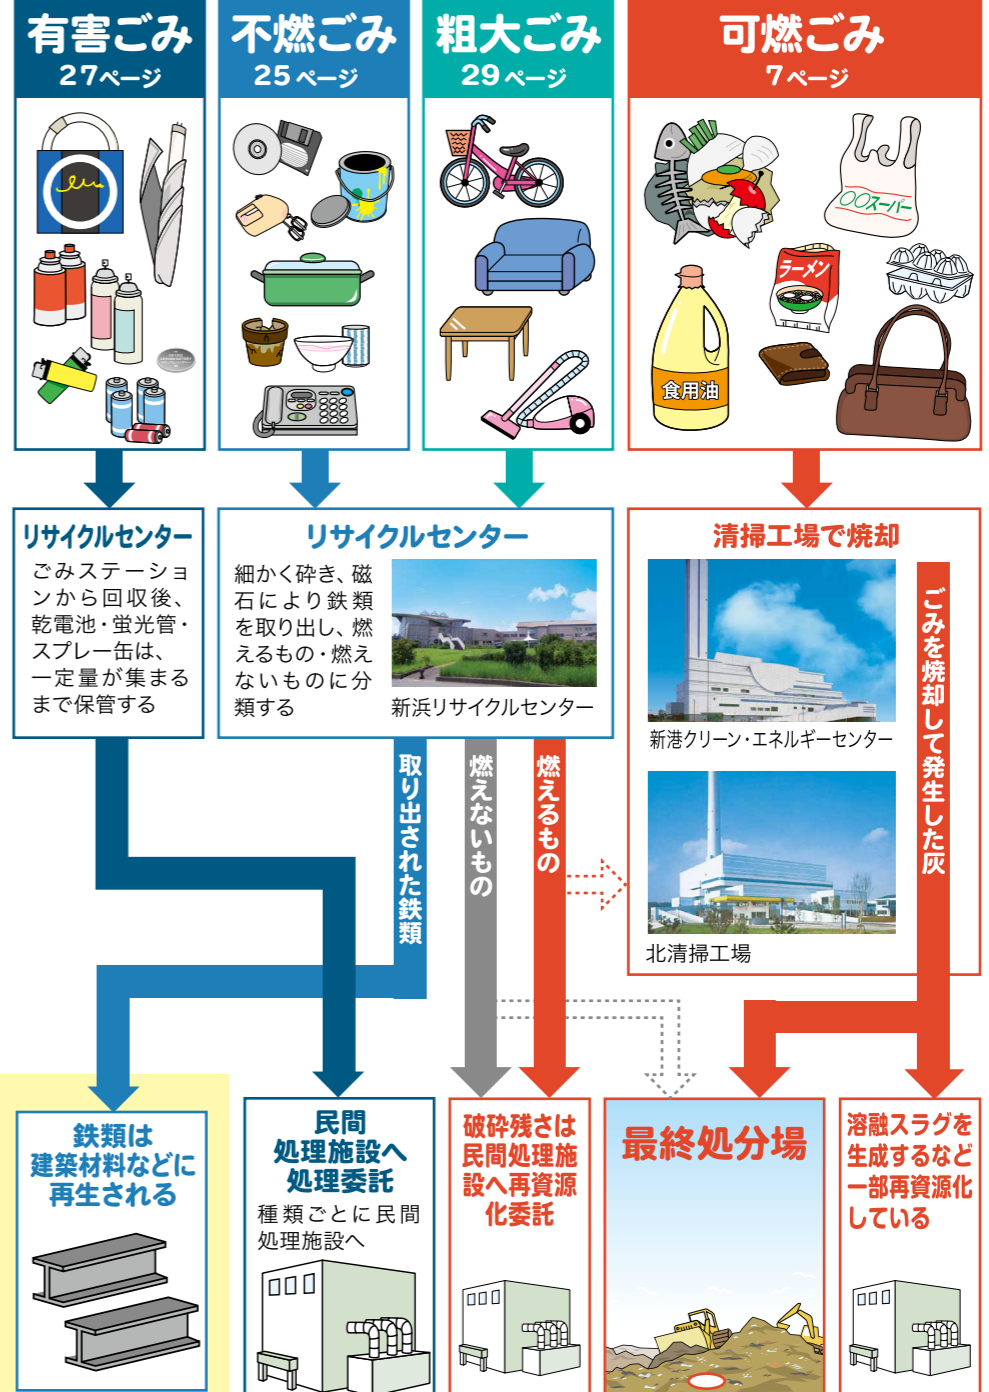 有害ごみ
27ページ
不燃ごみ
25ページ
粗大ごみ
29ページ
可燃ごみ
7ページ
〇〇スーパー
ラーメン
食用油
リサイクルセンター
ごみステーショ
ンから回収後、
乾電池・蛍光管・
スプレー缶は、
一定量が集まる
まで保管する
リサイクルセンター
細かく砕き、磁
石により鉄類
を取り出し、燃
えるもの・燃え
ないものに分
類する
新浜リサイクルセンター
清掃工場で焼却
新港クリーン・エネルギーセンター
北清掃工場
ごみを焼却して発生した灰
取り出された鉄類
燃えないもの
燃えるもの
鉄類は
建築材料などに
再生される
民間
処理施設へ
処理委託
種類ごとに民間
処理施設へ
破砕残さは
民間処理施
設へ再資源
化委託
最終処分場
溶融スラグを
生成するなど
一部再資源化
している